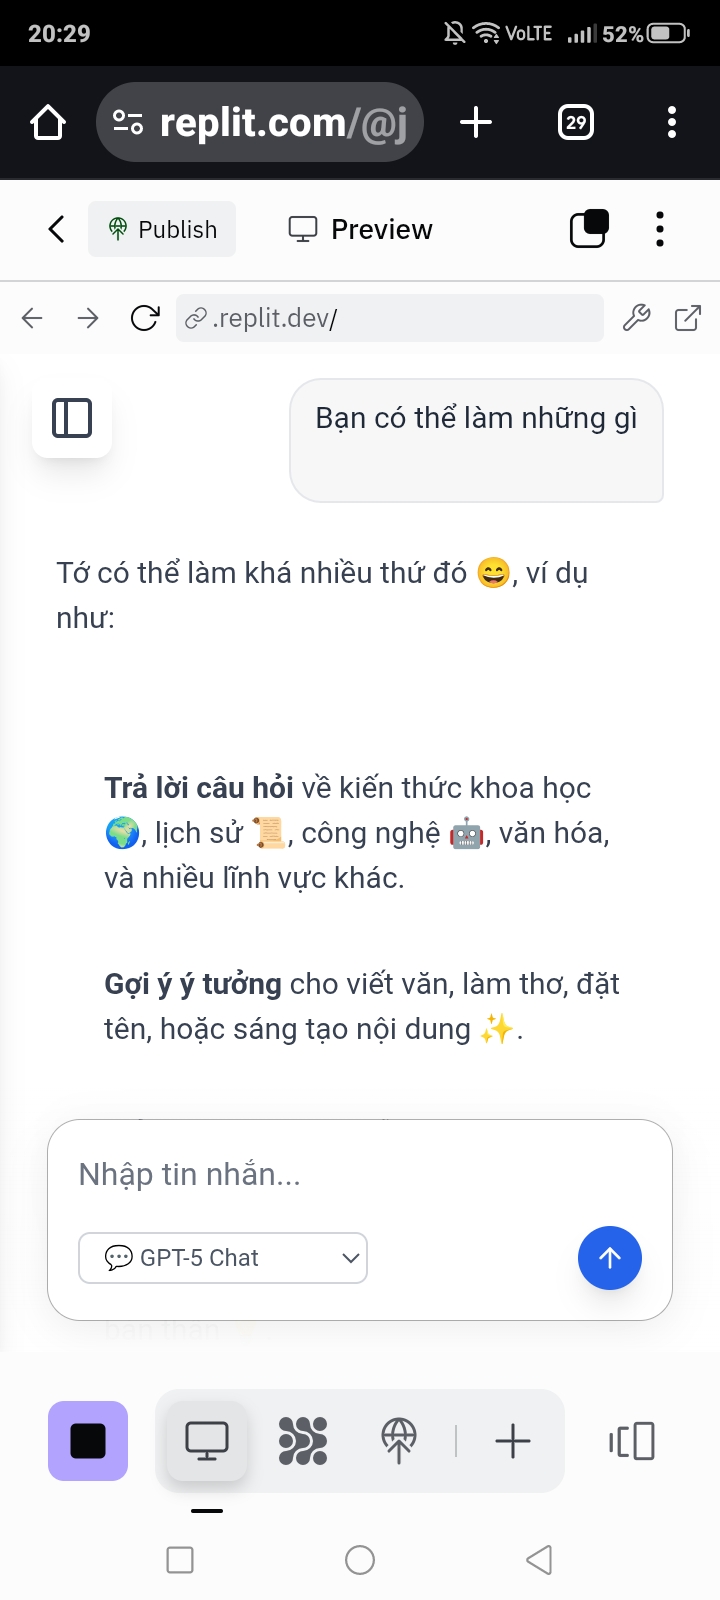 20:29
VoLTE
52%
replit.com/@j
29
Publish
Preview
.replit.dev/
Bạn có thể làm những gì
Tớ có thể làm khá nhiều thứ đó 😄, ví dụ
như:
Trả lời câu hỏi về kiến thức khoa học
🌍, lịch sử 📜, công nghệ 🤖, văn hóa,
và nhiều lĩnh vực khác.
Gợi ý ý tưởng cho viết văn, làm thơ, đặt
tên, hoặc sáng tạo nội dung ✨.
Nhập tin nhắn...
💬 GPT-5 Chat
bản thân